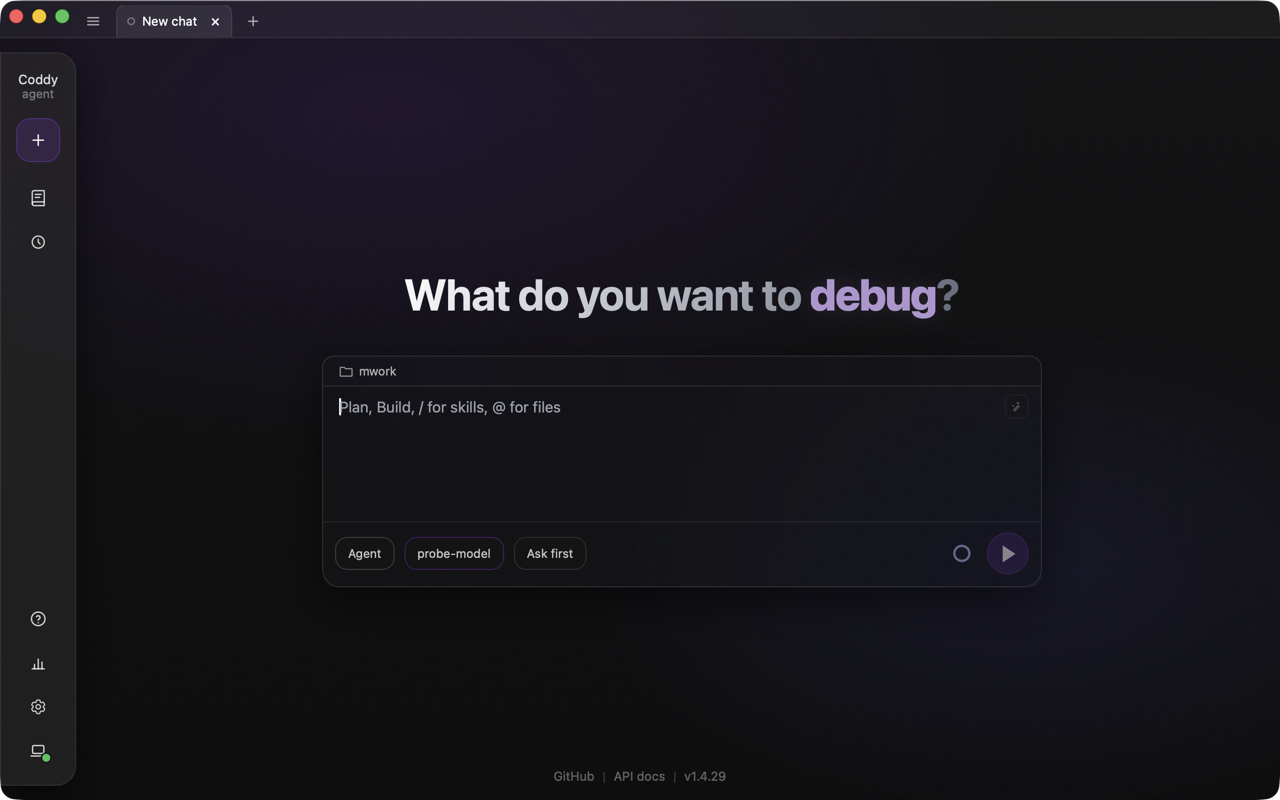 New chat
Coddy
agent
What do you want to debug?
mwork
Plan, Build, / for skills, @ for files
Agent
probe-model
Ask first
GitHub | API docs | v1.4.29